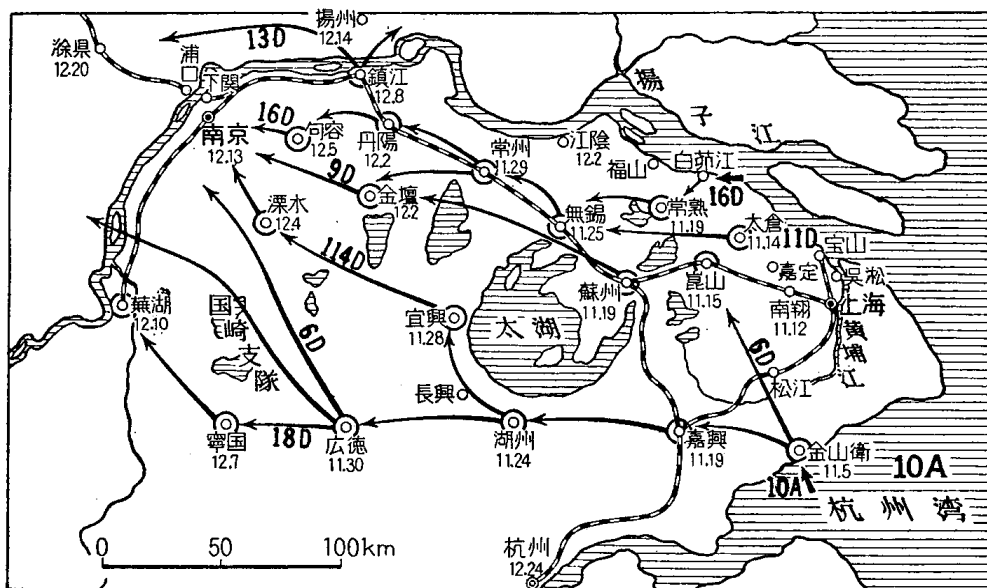 揚州
12.14
13D
滁県
12.20
浦
□
下関
鎮江
12.8
揚子江
16D
句容
12.5
丹陽
12.2
江陰
12.2
南京
12.13
常州
11.29
福山
白茆江
16D
9D
金壇
12.2
溧水
12.4
無錫
11.25
常熟
11.19
太倉
11.14
11D
宝山
呉淞
114D
嘉定
崑山
11.15
蘇州
11.19
南翔
11.12
上海
黄埔江
蕪湖
12.10
国崎支隊
6D
宜興
11.28
太湖
6D
松江
長興
寧国
12.7
18D
広徳
11.30
湖州
11.24
嘉興
11.19
金山衛
11.5
10A
10A
杭州湾
0 50 100km
杭州
12.24